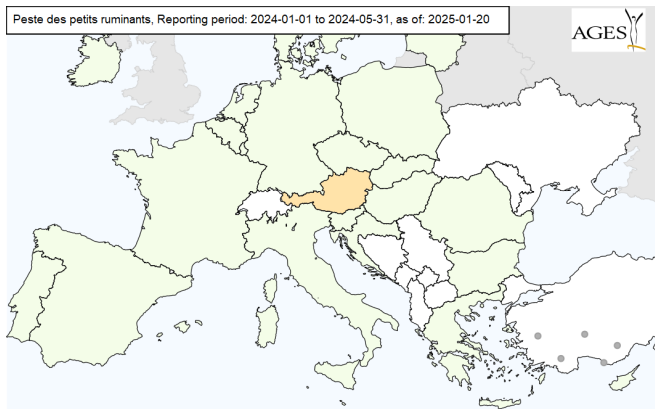 Peste des petits ruminants, Reporting period: 2024-01-01 to 2024-05-31, as of: 2025-01-20
AGES